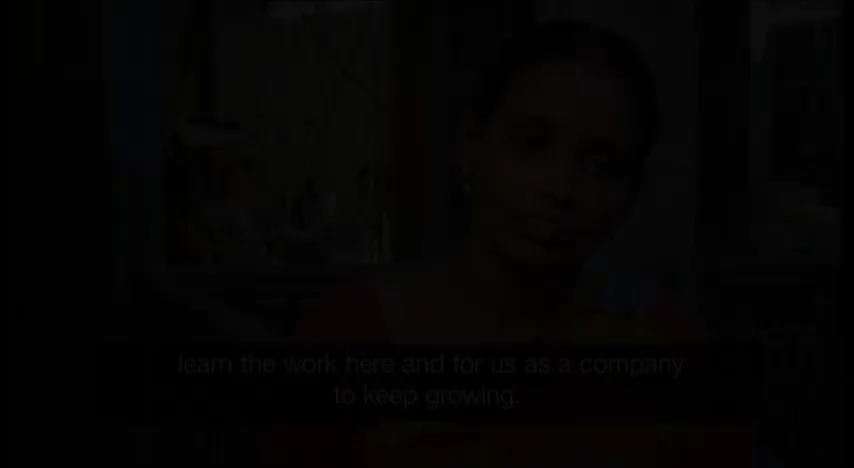 learn the work here and for us as a company
to keep growing.